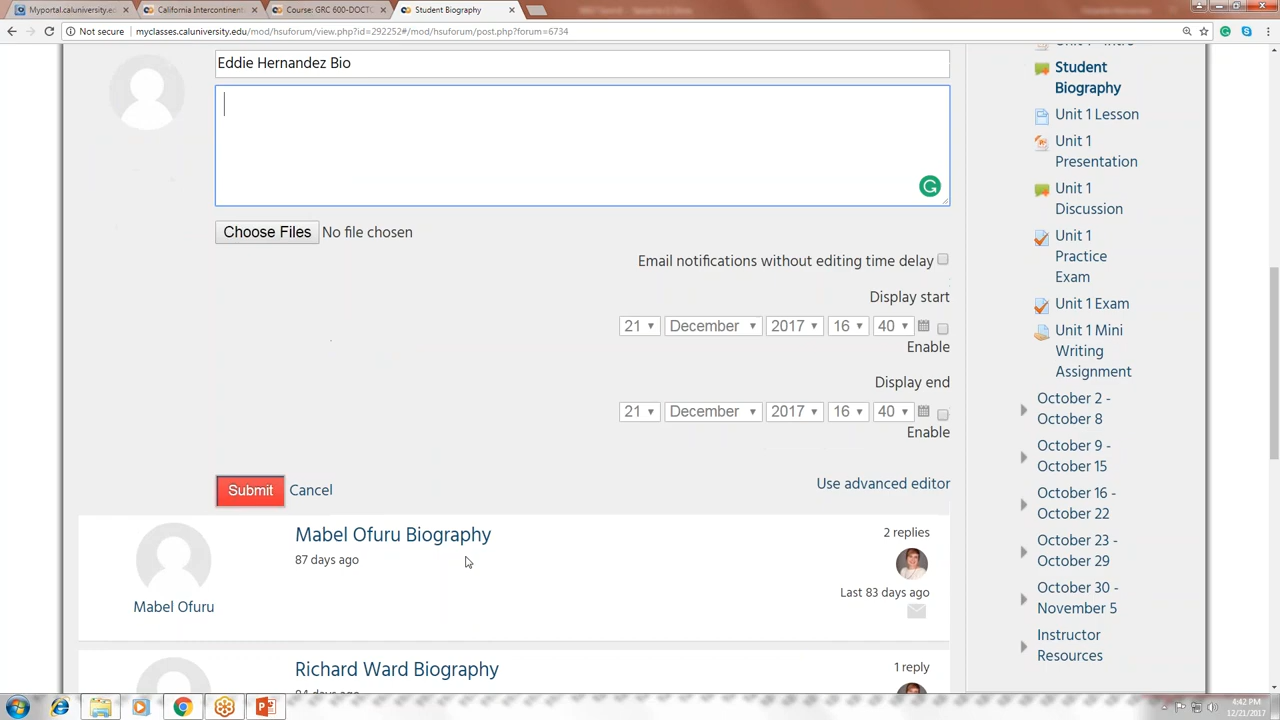 Myportal.caluniversity.e
California Intercontinent
Course: GRC 600-DOCT
Student Biography
Not secure myclasses.caluniversity.edu/mod/hsuforum/view.php?id=292252#/mod/hsuforum/post.php?forum=6734
Eddie Hernandez Bio
Choose Files No file chosen
Email notifications without editing time delay
Display start
21 December 2017 16 40
Enable
Display end
21 December 2017 16 40
Enable
Submit Cancel
Use advanced editor
Mabel Ofuru Biography
87 days ago
Mabel Ofuru
2 replies
Last 83 days ago
Richard Ward Biography
1 reply
Student
Biography
Unit 1 Lesson
Unit 1
Presentation
Unit 1
Discussion
Unit 1
Practice
Exam
Unit 1 Exam
Unit 1 Mini
Writing
Assignment
October 2 -
October 8
October 9 -
October 15
October 16 -
October 22
October 23 -
October 29
October 30 -
November 5
Instructor
Resources
4:42 PM
12/21/2017